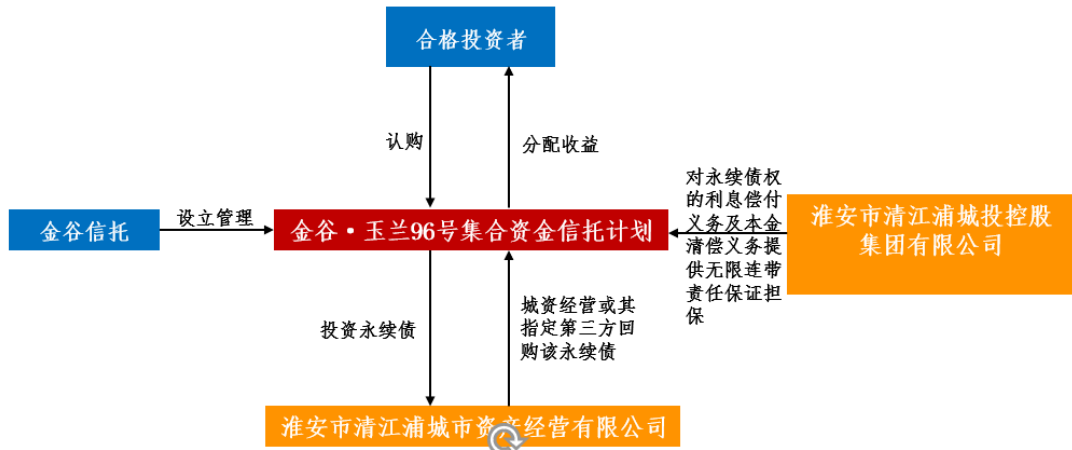 合格投资者
认购
分配收益
金谷信托
设立管理
金谷·玉兰96号集合资金信托计划
对永续债权
的利息偿付
义务及本金
清偿义务提
供无限连带
责任保证担
保
淮安市清江浦城投控股
集团有限公司
投资永续债
城资经营或其
指定第三方回
购该永续债
淮安市清江浦城市资产经营有限公司